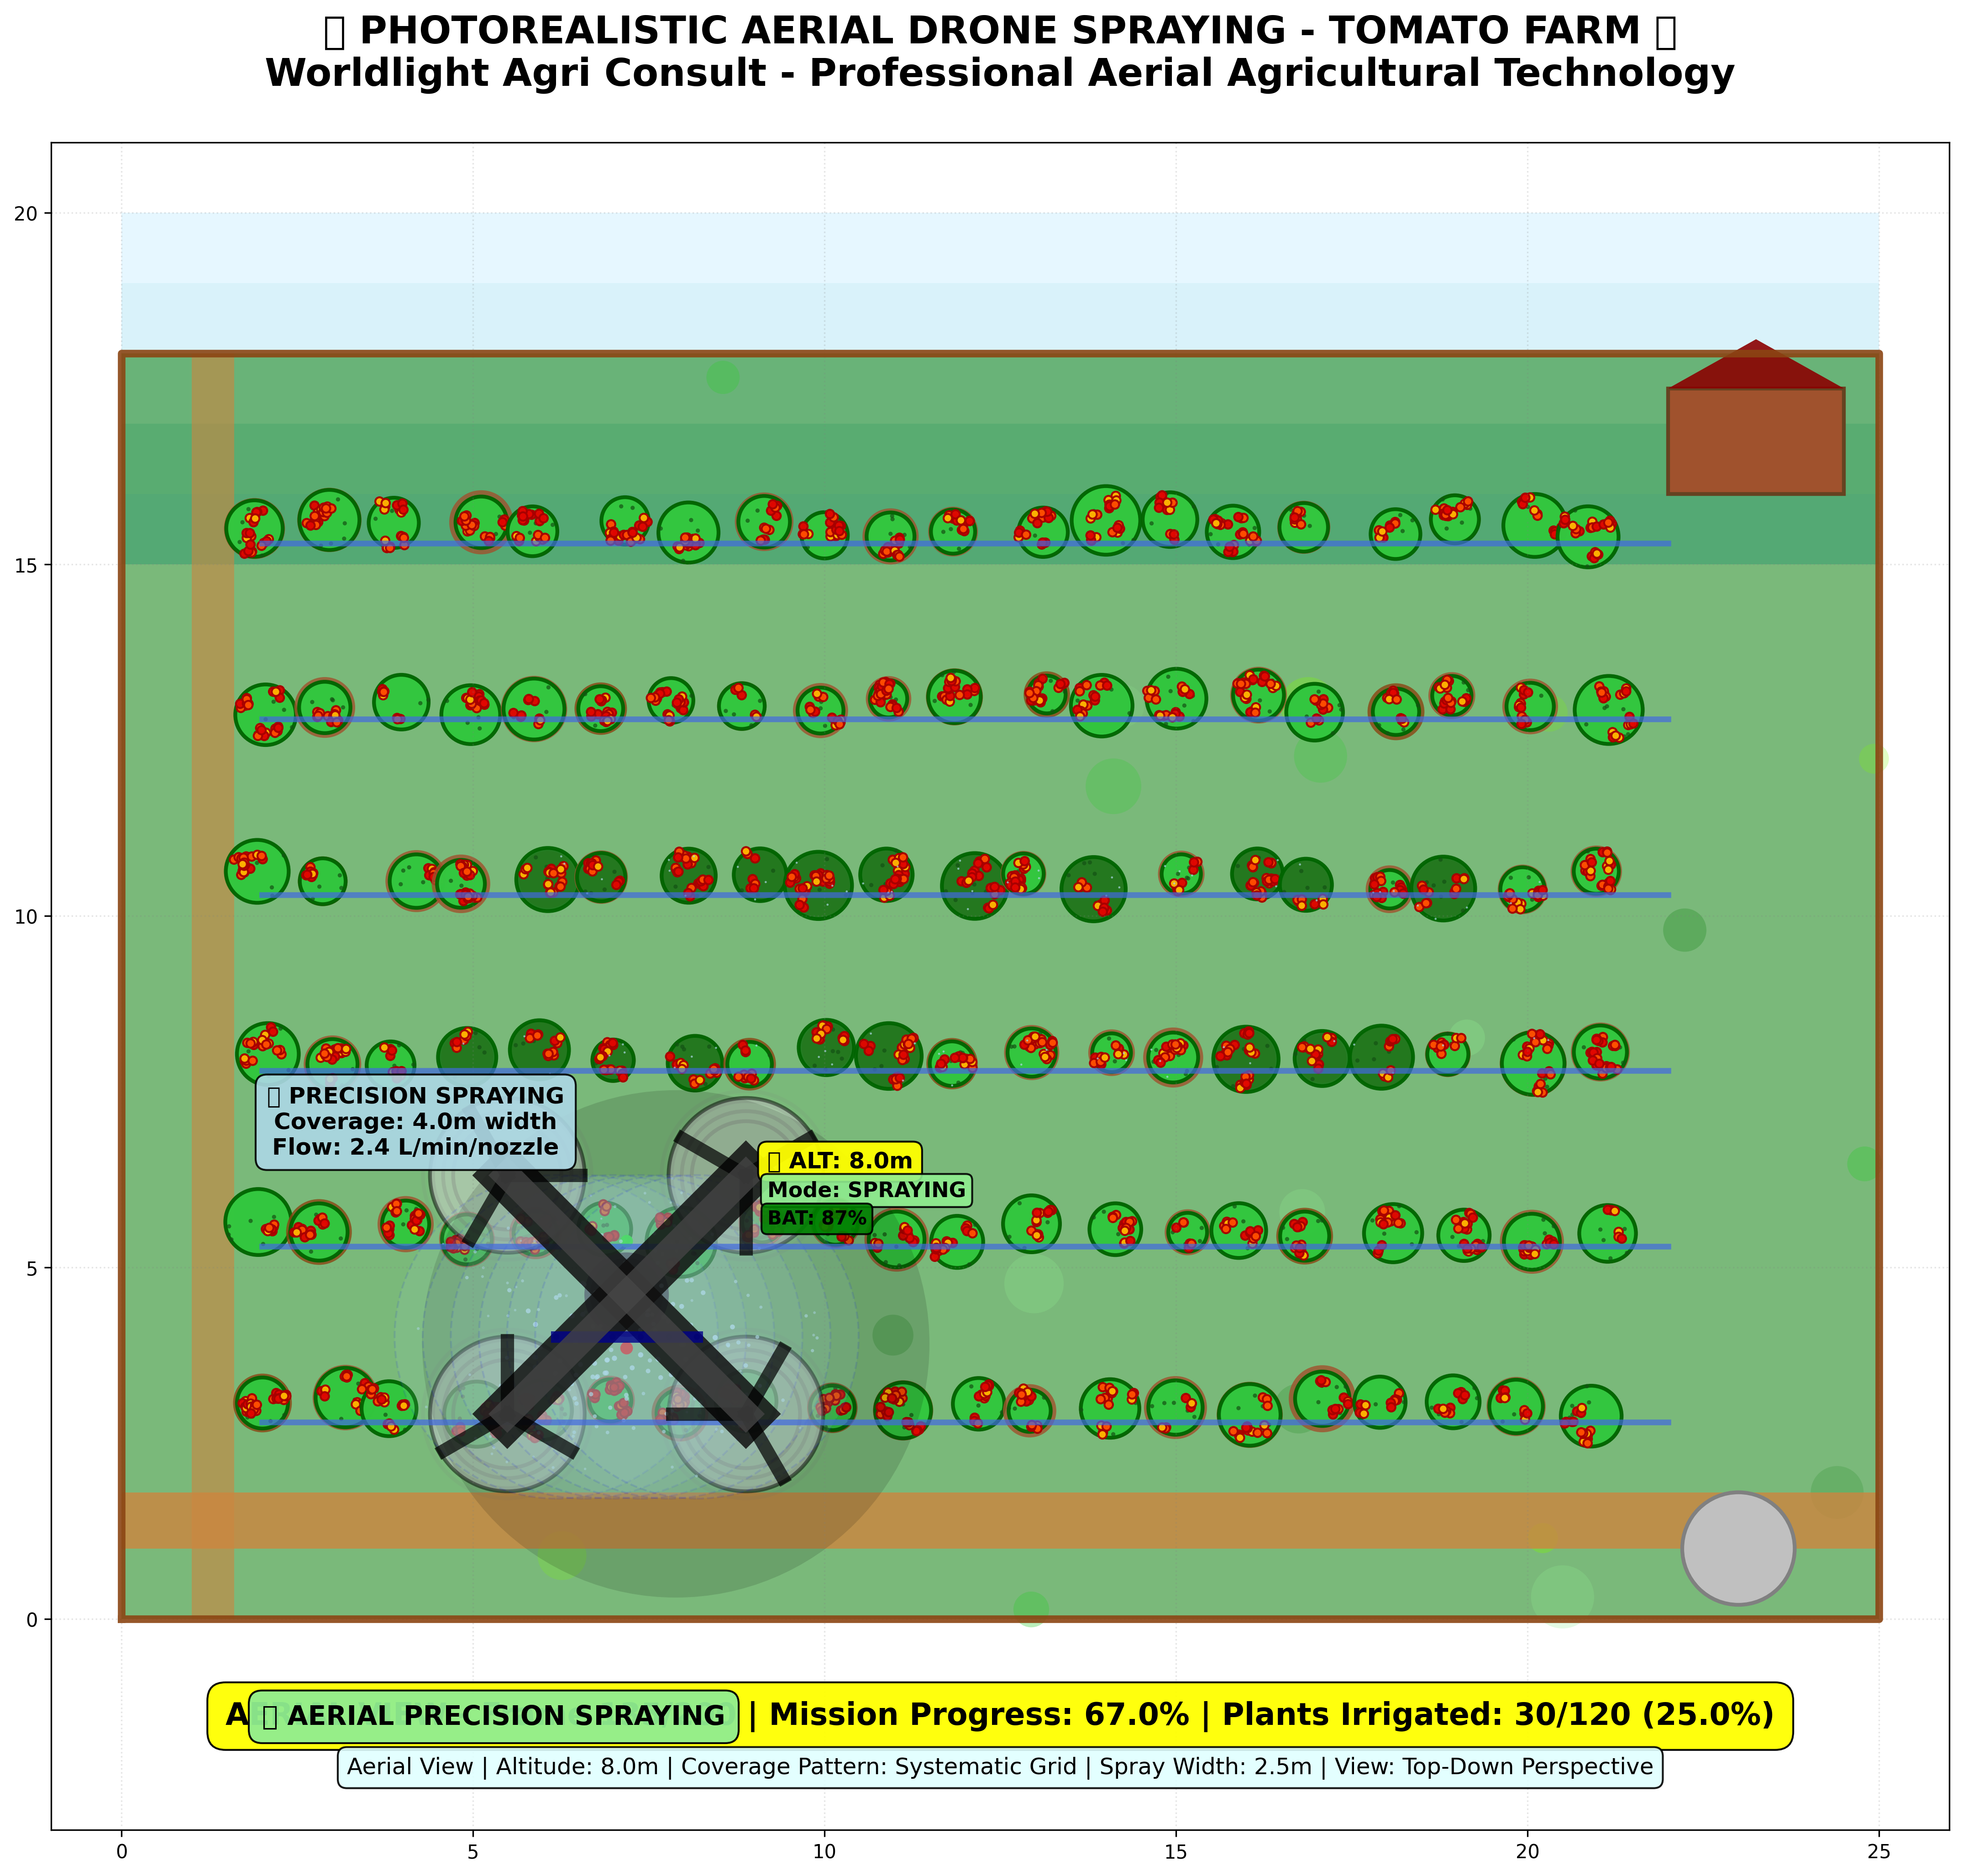 PHOTOREALISTIC AERIAL DRONE SPRAYING - TOMATO FARM
Worldlight Agri Consult - Professional Aerial Agricultural Technology
20
15
10
5
0
PRECISION SPRAYING
Coverage: 4.0m width
Flow: 2.4 L/min/nozzle
ALT: 8.0m
Mode: SPRAYING
BAT: 87%
AERIAL PRECISION SPRAYING | Mission Progress: 67.0% | Plants Irrigated: 30/120 (25.0%)
Aerial View | Altitude: 8.0m | Coverage Pattern: Systematic Grid | Spray Width: 2.5m | View: Top-Down Perspective
0 5 10 15 20 25